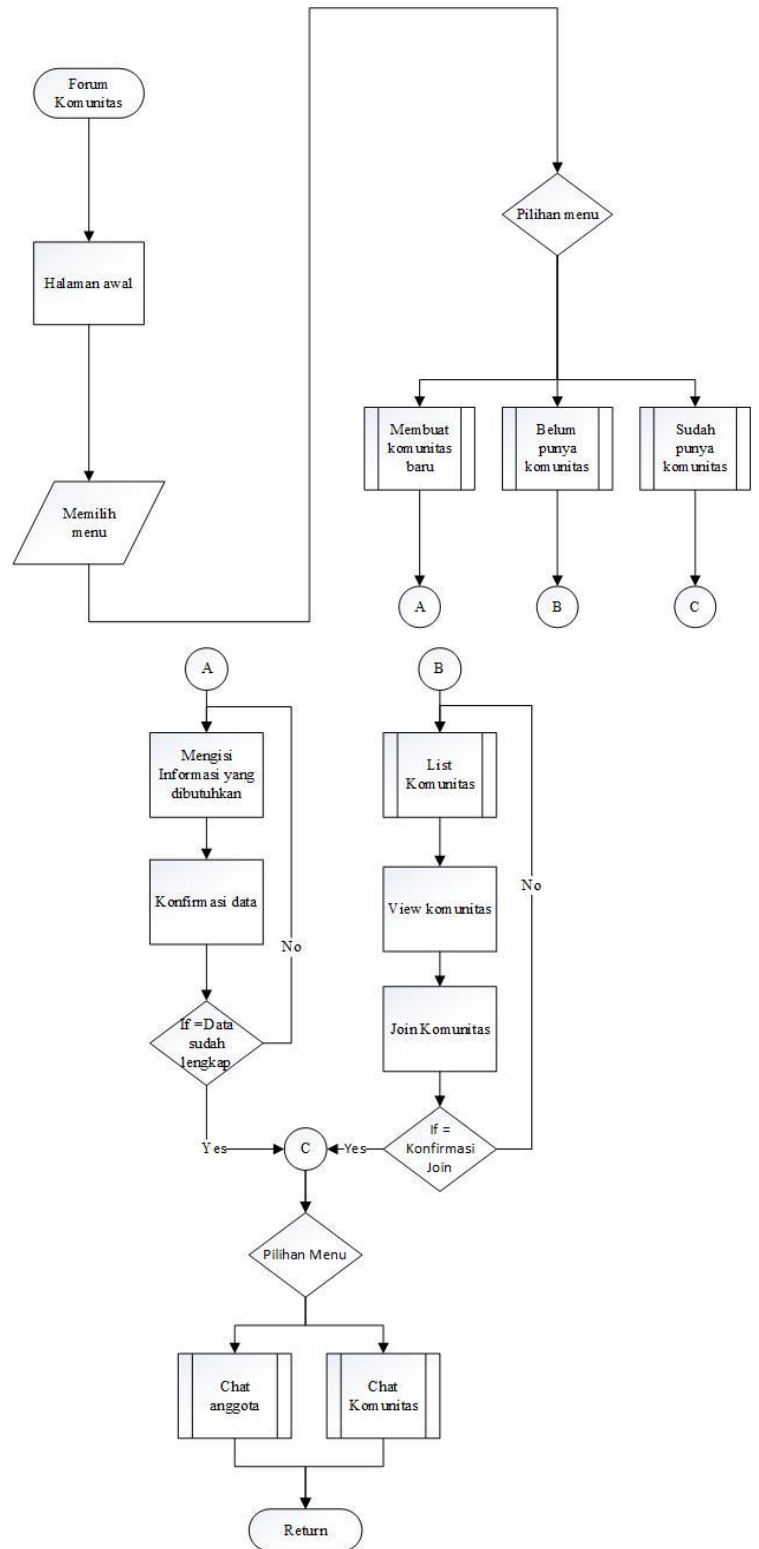 Forum
Komunitas
Halaman awal
Memilih
menu
Pilihan menu
Membuat
komunitas
baru
Belum
punya
komunitas
Sudah
punya
komunitas
A
B
C
A
Mengisi
Informasi yang
dibutuhkan
Konfirmasi data
No
If =Data
sudah
lengkap
Yes
B
List
Komunitas
View komunitas
No
Join Komunitas
If =
Konfirmasi
Join
Yes
C
Pilihan Menu
Chat
anggota
Chat
Komunitas
Return